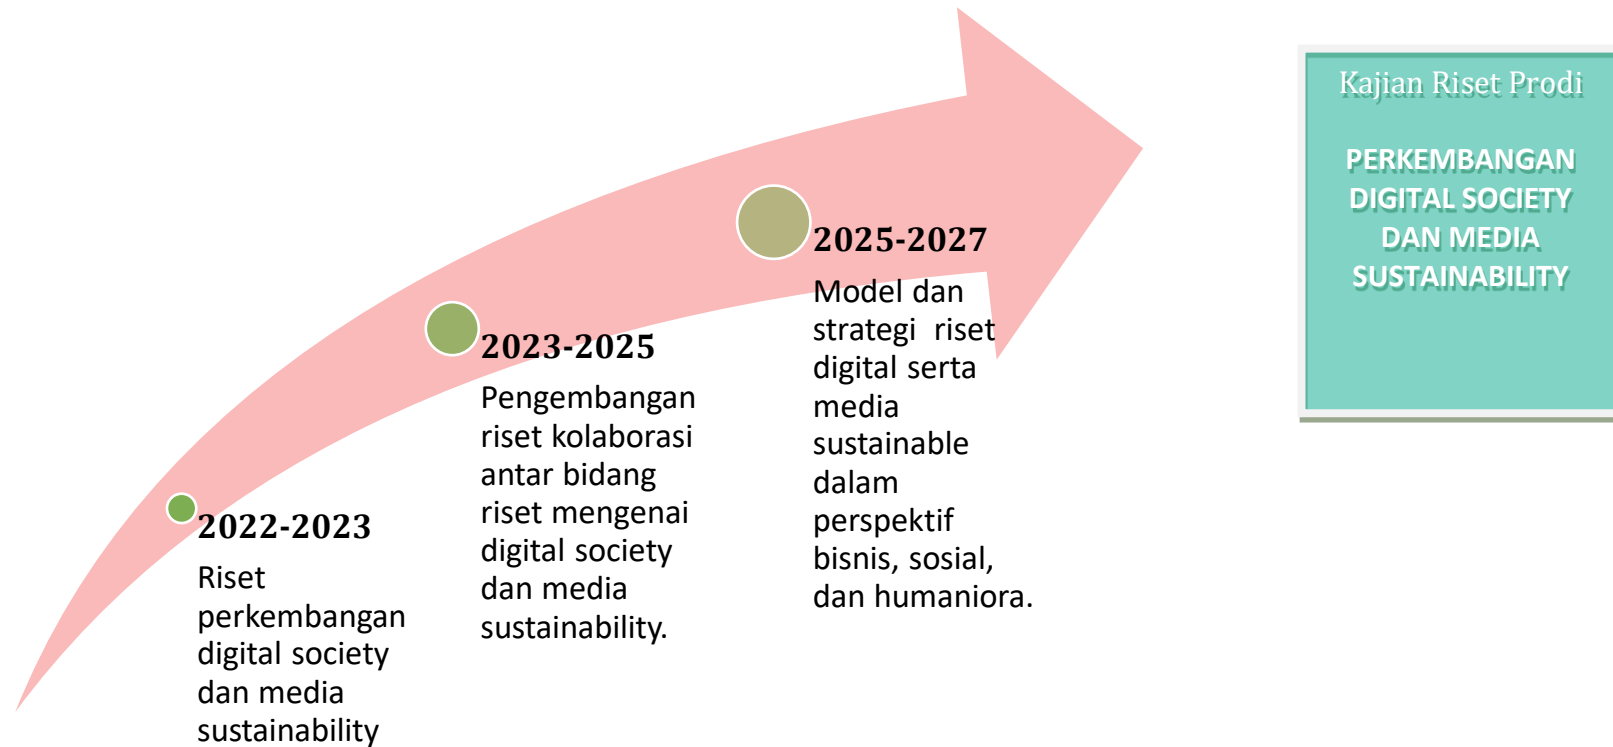 2022-2023
Riset
perkembangan
digital society
dan media
sustainability
2023-2025
Pengembangan
riset kolaborasi
antar bidang
riset mengenai
digital society
dan media
sustainability.
2025-2027
Model dan
strategi  riset
digital serta
media
sustainable
dalam
perspektif
bisnis, sosial,
dan humaniora.
Kajian Riset Prodi
PERKEMBANGAN
DIGITAL SOCIETY
DAN MEDIA
SUSTAINABILITY